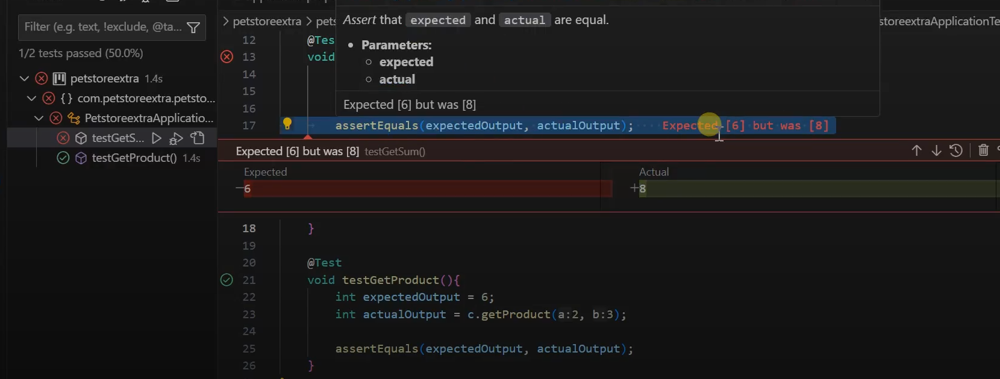 Filter (e.g. text, !exclude, @ta...
1/2 tests passed (50.0%)
petstoreextra 1.4s
{} com.petstoreextra.petsto...
PetstoreextraApplicatio...
testGetS...
testGetProduct() 1.4s
petstoreextra > pets
storeextraApplicationTe
Assert that expected and actual are equal.
• Parameters:
○ expected
○ actual
Expected [6] but was [8]
12 @Tes
13 void
14
15
16
17 assertEquals(expectedOutput, actualOutput); Expected [6] but was [8]
Expected [6] but was [8] testGetSum()
Expected Actual
−6 +8
18 }
19
20 @Test
21 void testGetProduct(){
22 int expectedOutput = 6;
23 int actualOutput = c.getProduct(a:2, b:3);
24
25 assertEquals(expectedOutput, actualOutput);
26 }